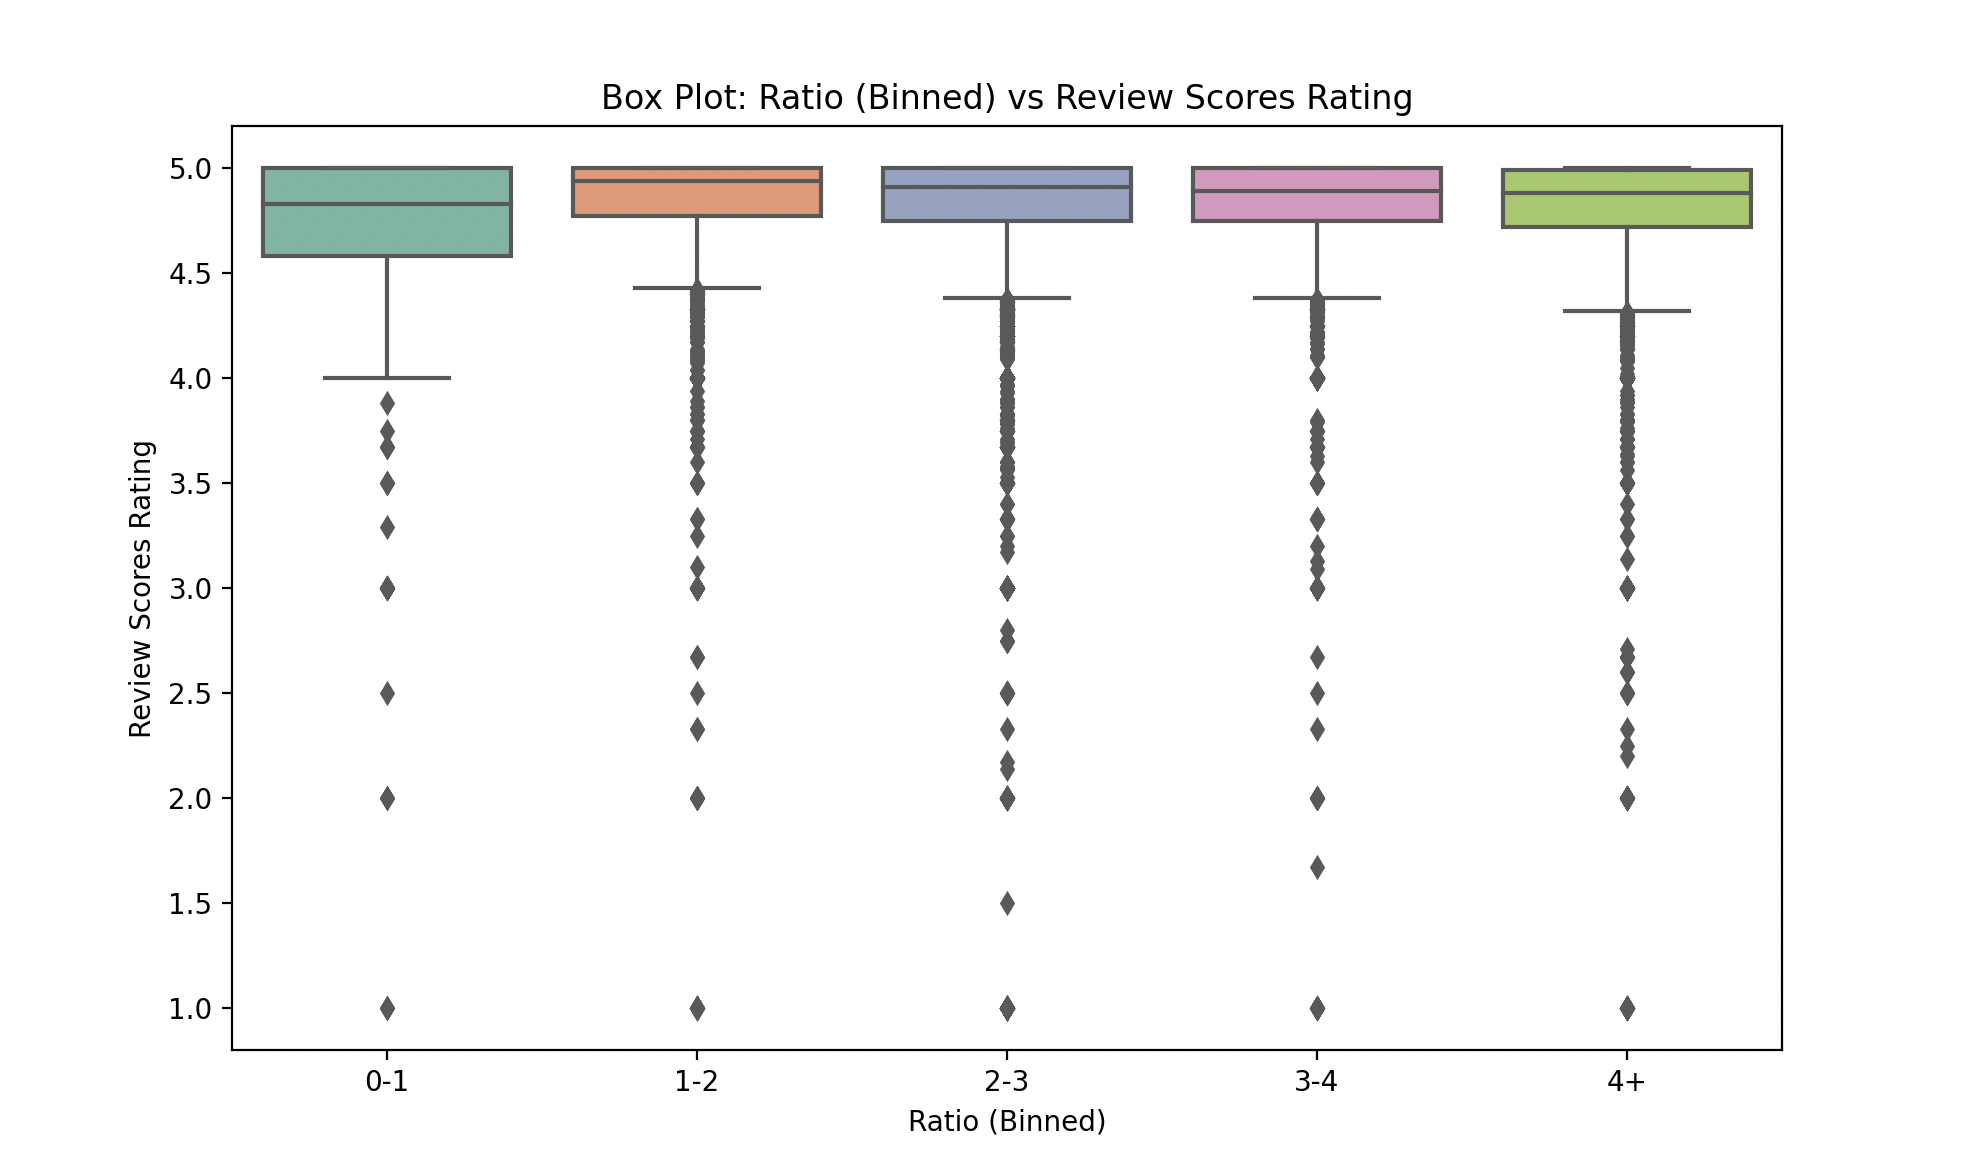 Box Plot: Ratio (Binned) vs Review Scores Rating
Review Scores Rating
5.0
4.5
4.0
3.5
3.0
2.5
2.0
1.5
1.0
0-1 1-2 2-3 3-4 4+
Ratio (Binned)